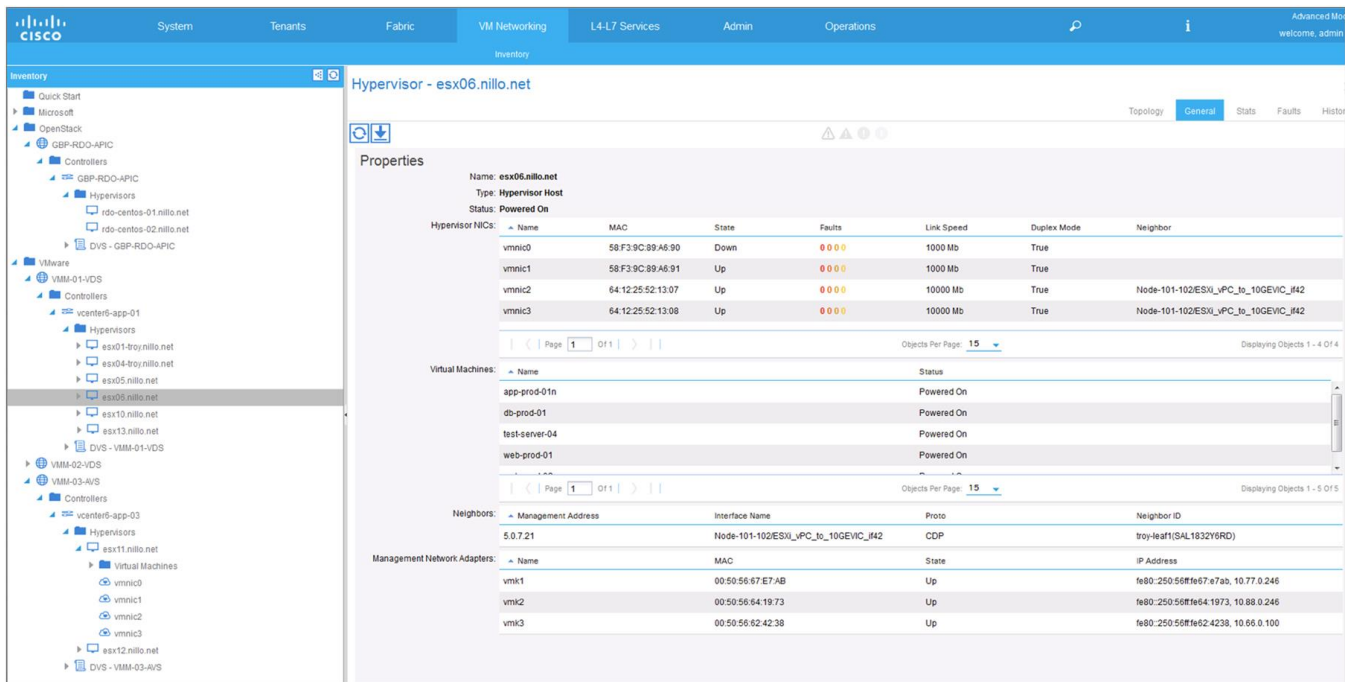 CISCO
System Tenants Fabric VM Networking L4-L7 Services Admin Operations i Advanced Mod
welcome, admin
Inventory
Inventory
Quick Start
Microsoft
OpenStack
GBP-RDO-APIC
Controllers
GBP-RDO-APIC
Hypervisors
rdo-centos-01.nillo.net
rdo-centos-02.nillo.net
DVS - GBP-RDO-APIC
VMware
VMM-01-VDS
Controllers
vcenter6-app-01
Hypervisors
esx01-troy.nillo.net
esx04-troy.nillo.net
esx05.nillo.net
esx06.nillo.net
esx10.nillo.net
esx13.nillo.net
DVS - VMM-01-VDS
VMM-02-VDS
VMM-03-AVS
Controllers
vcenter6-app-03
Hypervisors
esx11.nillo.net
Virtual Machines
vmnic0
vmnic1
vmnic2
vmnic3
esx12.nillo.net
DVS - VMM-03-AVS
Hypervisor - esx06.nillo.net
Topology General Stats Faults Histor
Properties
Name: esx06.nillo.net
Type: Hypervisor Host
Status: Powered On
Hypervisor NICs: Name MAC State Faults Link Speed Duplex Mode Neighbor
vmnic0 58:F3:9C:89:A6:90 Down 0 0 0 0 1000 Mb True
vmnic1 58:F3:9C:89:A6:91 Up 0 0 0 0 1000 Mb True
vmnic2 64:12:25:52:13:07 Up 0 0 0 0 10000 Mb True Node-101-102/ESXi_vPC_to_10GEVIC_if42
vmnic3 64:12:25:52:13:08 Up 0 0 0 0 10000 Mb True Node-101-102/ESXi_vPC_to_10GEVIC_if42
Page 1 Of 1 Objects Per Page: 15 Displaying Objects 1 - 4 Of 4
Virtual Machines: Name Status
app-prod-01n Powered On
db-prod-01 Powered On
test-server-04 Powered On
web-prod-01 Powered On
Page 1 Of 1 Objects Per Page: 15 Displaying Objects 1 - 5 Of 5
Neighbors: Management Address Interface Name Proto Neighbor ID
5.0.7.21 Node-101-102/ESXi_vPC_to_10GEVIC_if42 CDP troy-leaf1(SAL1832Y6RD)
Management Network Adapters: Name MAC State IP Address
vmk1 00:50:56:67:E7:AB Up fe80::250:56ff:fe67:e7ab, 10.77.0.246
vmk2 00:50:56:64:19:73 Up fe80::250:56ff:fe64:1973, 10.88.0.246
vmk3 00:50:56:62:42:38 Up fe80::250:56ff:fe62:4238, 10.66.0.100